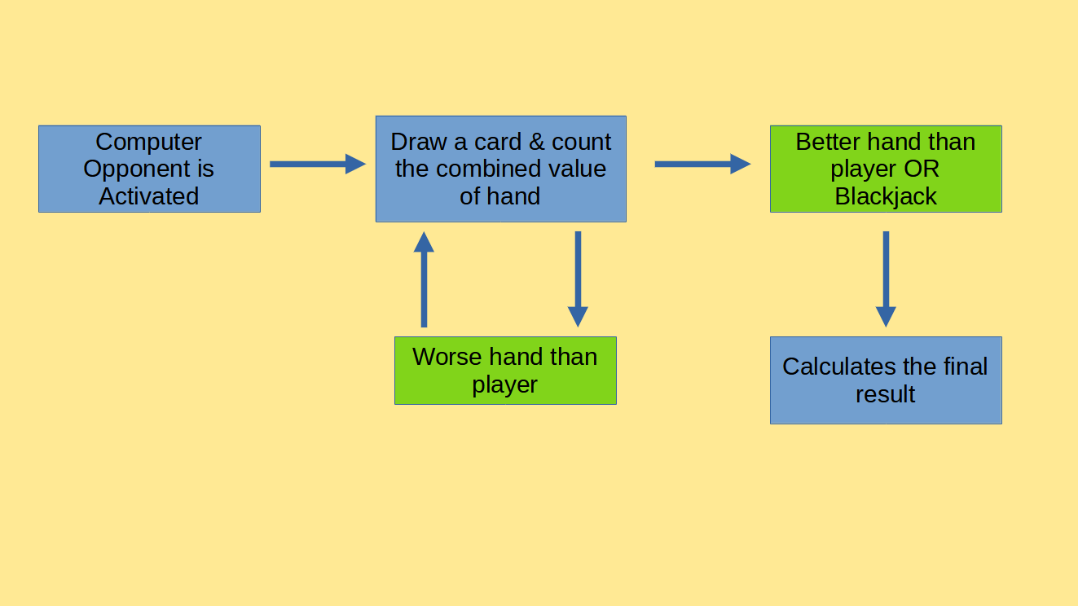 Computer
Opponent is
Activated
Draw a card & count
the combined value
of hand
Better hand than
player OR
Blackjack
Worse hand than
player
Calculates the final
result